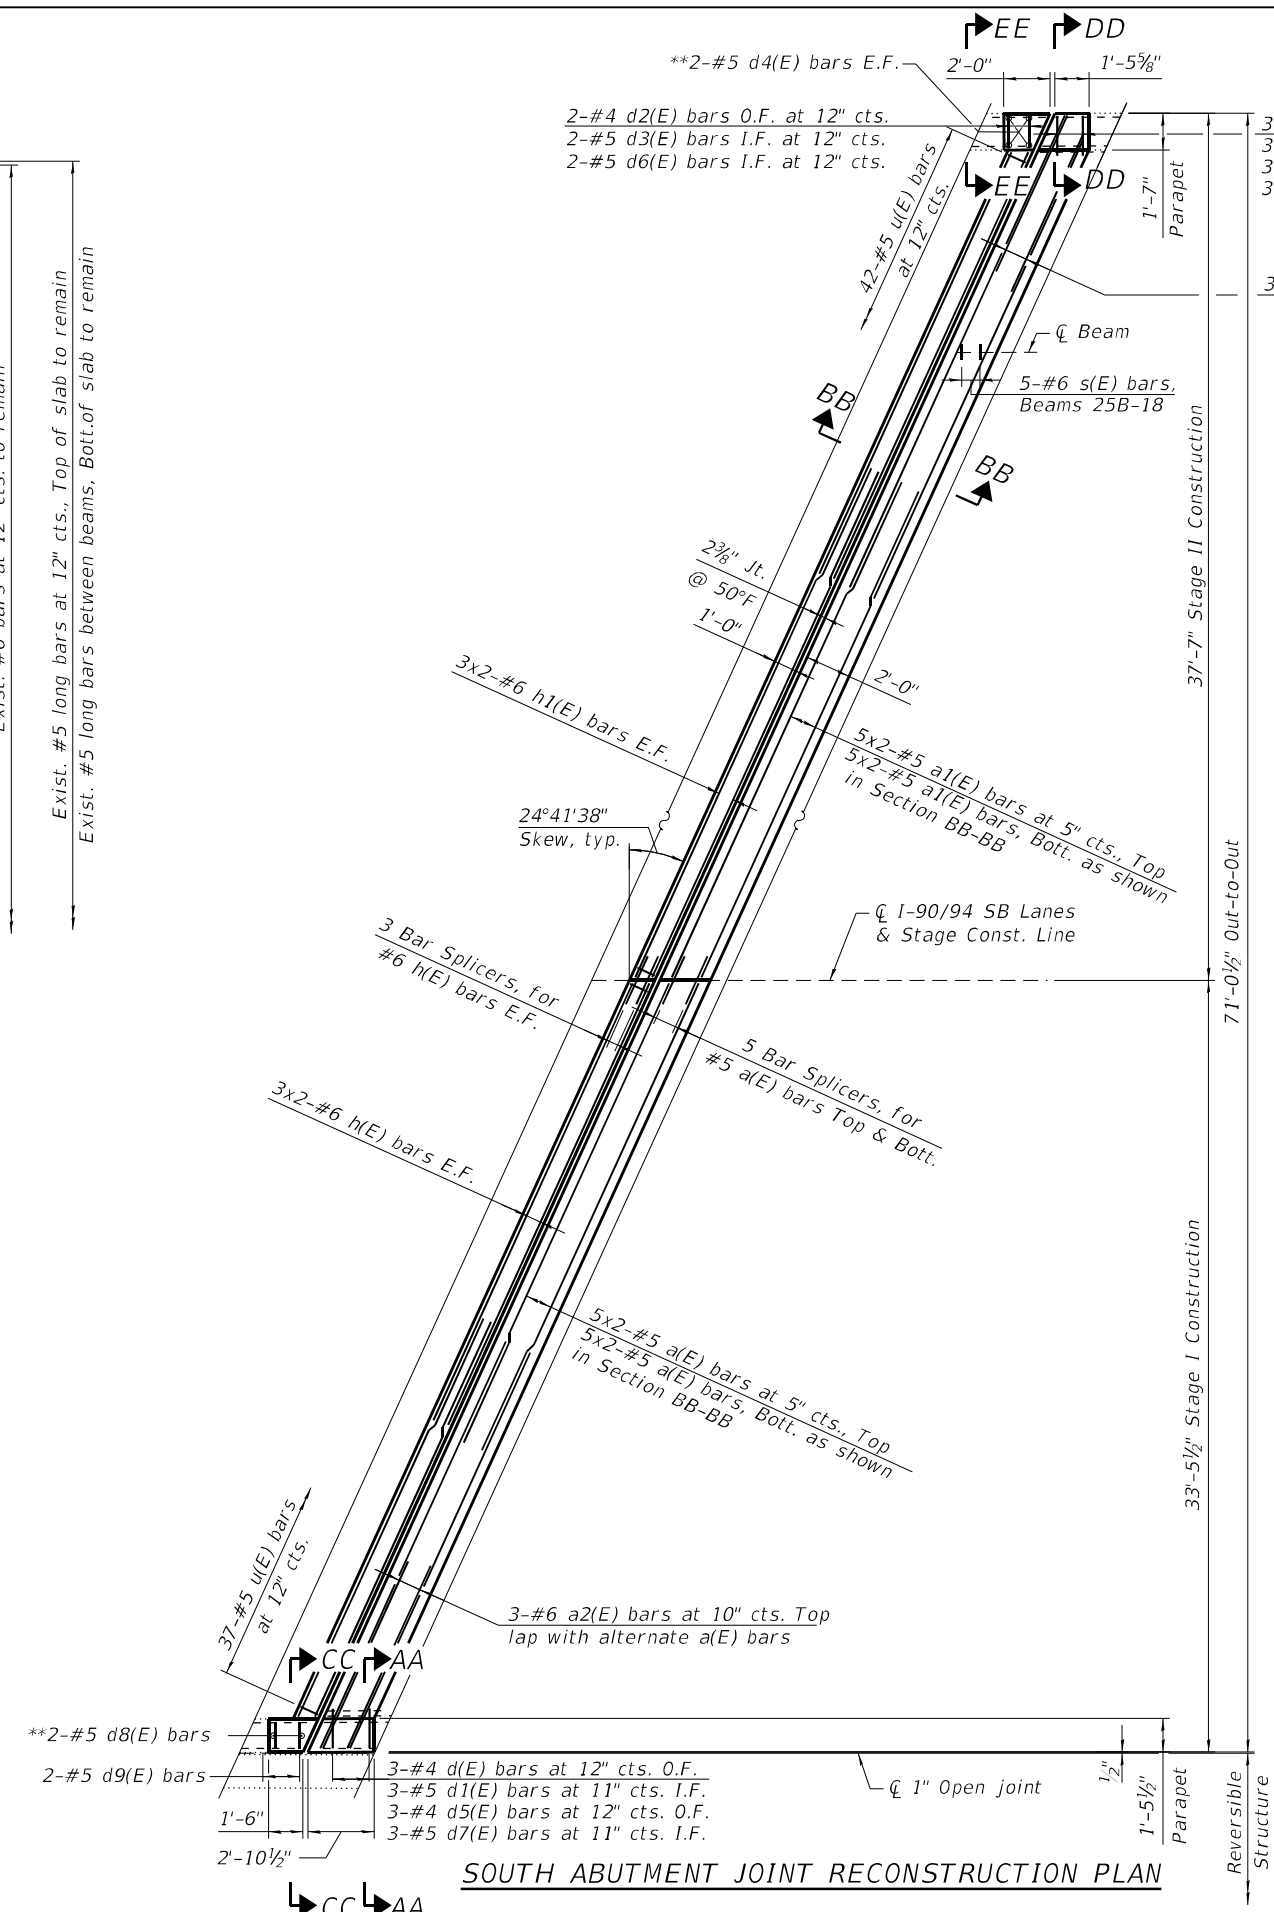 EE
DD
**2-#5 d4(E) bars E.F.
2'-0"
1'-5⅝"
2-#4 d2(E) bars O.F. at 12" cts.
2-#5 d3(E) bars I.F. at 12" cts.
2-#5 d6(E) bars I.F. at 12" cts.
3
3
3
3
EE
DD
1'-7"
Parapet
42-#5 u(E) bars
at 12" cts.
3
℄ Beam
5-#6 s(E) bars,
Beams 25B-18
BB
BB
Exist. #5 long bars at 12" cts., Top of slab to remain
Exist. #5 long bars between beams, Bott.of slab to remain
37'-7" Stage II Construction
2⅜" Jt.
@ 50°F
1'-0"
2'-0"
3x2-#6 h1(E) bars E.F.
5x2-#5 a1(E) bars at 5" cts., Top
5x2-#5 a1(E) bars, Bott. as shown
in Section BB-BB
24°41'38"
Skew, typ.
71'-0½" Out-to-Out
℄ I-90/94 SB Lanes
& Stage Const. Line
3 Bar Splicers, for
#6 h(E) bars E.F.
5 Bar Splicers, for
#5 a(E) bars Top & Bott.
3x2-#6 h(E) bars E.F.
33'-5½" Stage I Construction
5x2-#5 a(E) bars at 5" cts., Top
5x2-#5 a(E) bars, Bott. as shown
in Section BB-BB
37-#5 u(E) bars
at 12" cts.
3-#6 a2(E) bars at 10" cts. Top
lap with alternate a(E) bars
CC
AA
**2-#5 d8(E) bars
2-#5 d9(E) bars
3-#4 d(E) bars at 12" cts. O.F.
3-#5 d1(E) bars at 11" cts. I.F.
3-#4 d5(E) bars at 12" cts. O.F.
3-#5 d7(E) bars at 11" cts. I.F.
℄ 1" Open joint
½"
1'-5½"
Parapet
Reversible
Structure
1'-6"
2'-10½"
SOUTH ABUTMENT JOINT RECONSTRUCTION PLAN
CC
AA